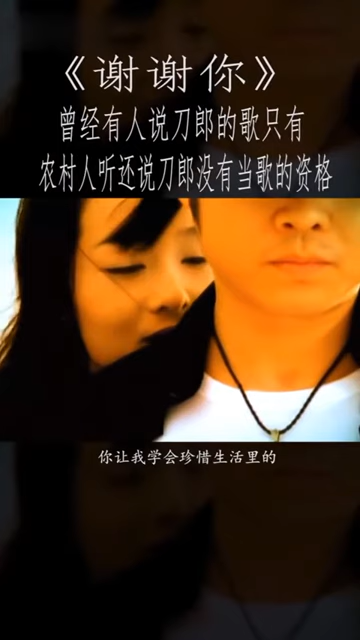 《谢谢你》
曾经有人说刀郎的歌只有
农村人听还说刀郎没有当歌的资格
你让我学会珍惜生活里的